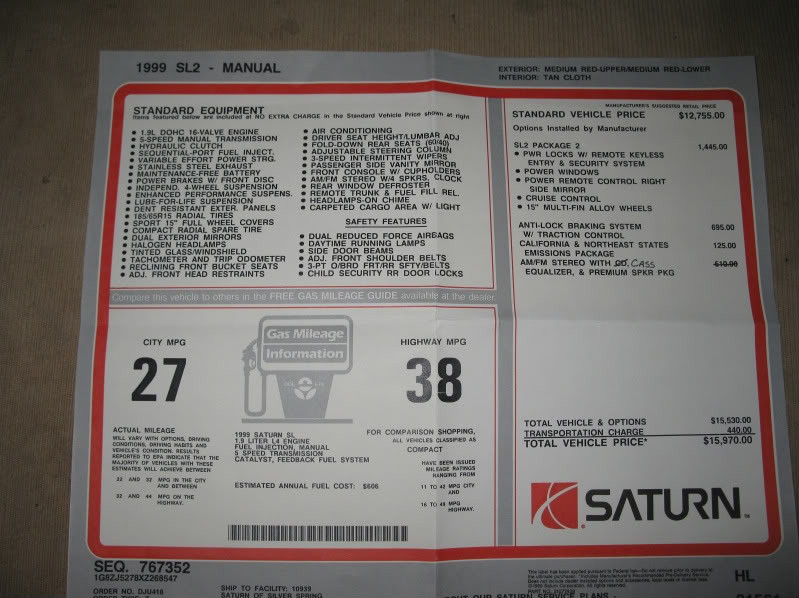 1999 SL2 - MANUAL
EXTERIOR: MEDIUM RED-UPPER/MEDIUM RED-LOWER
INTERIOR: TAN CLOTH
STANDARD EQUIPMENT
Items featured below are included at NO EXTRA CHARGE in the Standard Vehicle Price shown at right
• 1.9L DOHC 16-VALVE ENGINE
• 5-SPEED MANUAL TRANSMISSION
• HYDRAULIC CLUTCH
• SEQUENTIAL-PORT FUEL INJECT.
• VARIABLE EFFORT POWER STRG.
• STAINLESS STEEL EXHAUST
• MAINTENANCE-FREE BATTERY
• POWER BRAKES W/ FRONT DISC
• INDEPEND. 4-WHEEL SUSPENSION
• ENHANCED PERFORMANCE SUSPENS.
• LUBE-FOR-LIFE SUSPENSION
• DENT RESISTANT EXTER. PANELS
• 185/65R15 RADIAL TIRES
• SPORT 15" FULL WHEEL COVERS
• COMPACT RADIAL SPARE TIRE
• DUAL EXTERIOR MIRRORS
• HALOGEN HEADLAMPS
• TINTED GLASS/WINDSHIELD
• TACHOMETER AND TRIP ODOMETER
• RECLINING FRONT BUCKET SEATS
• ADJ. FRONT HEAD RESTRAINTS
• AIR CONDITIONING
• DRIVER SEAT HEIGHT/LUMBAR ADJ
• FOLD-DOWN REAR SEATS (60/40)
• ADJUSTABLE STEERING COLUMN
• 3-SPEED INTERMITTENT WIPERS
• PASSENGER SIDE VANITY MIRROR
• FRONT CONSOLE W/ CUPHOLDERS
• AM/FM STEREO W/4 SPKRS, CLOCK
• REAR WINDOW DEFROSTER
• REMOTE TRUNK & FUEL FILL REL.
• HEADLAMPS-ON CHIME
• CARPETED CARGO AREA W/ LIGHT
SAFETY FEATURES
• DUAL REDUCED FORCE AIRBAGS
• DAYTIME RUNNING LAMPS
• SIDE DOOR BEAMS
• ADJ. FRONT SHOULDER BELTS
• 3-PT O/BRD FRT/RR SFTY/BELTS
• CHILD SECURITY RR DOOR LOCKS
MANUFACTURER'S SUGGESTED RETAIL PRICE
STANDARD VEHICLE PRICE $12,755.00
Options Installed by Manufacturer
SL2 PACKAGE 2 1,445.00
• PWR LOCKS W/ REMOTE KEYLESS
ENTRY & SECURITY SYSTEM
• POWER WINDOWS
• POWER REMOTE CONTROL RIGHT
SIDE MIRROR
• CRUISE CONTROL
• 15" MULTI-FIN ALLOY WHEELS
ANTI-LOCK BRAKING SYSTEM 695.00
W/ TRACTION CONTROL
CALIFORNIA & NORTHEAST STATES 125.00
EMISSIONS PACKAGE
AM/FM STEREO WITH CD, CASS 510.00
EQUALIZER, & PREMIUM SPKR PKG
Compare this vehicle to others in the FREE GAS MILEAGE GUIDE available at the dealer.
CITY MPG
27
Gas Mileage
Information
HIGHWAY MPG
38
ACTUAL MILEAGE
WILL VARY WITH OPTIONS, DRIVING
CONDITIONS, DRIVING HABITS AND
VEHICLE'S CONDITION. RESULTS
REPORTED TO EPA INDICATE THAT THE
MAJORITY OF VEHICLES WITH THESE
ESTIMATES WILL ACHIEVE BETWEEN
22 AND 32 MPG IN THE CITY
AND BETWEEN
32 AND 44 MPG ON THE
HIGHWAY.
1999 SATURN SL
1.9 LITER L4 ENGINE
FUEL INJECTION, MANUAL
5 SPEED TRANSMISSION
CATALYST, FEEDBACK FUEL SYSTEM
ESTIMATED ANNUAL FUEL COST: $606
FOR COMPARISON SHOPPING,
ALL VEHICLES CLASSIFIED AS
COMPACT
HAVE BEEN ISSUED
MILEAGE RATINGS
RANGING FROM
11 TO 42 MPG CITY
AND
16 TO 49 MPG
HIGHWAY.
TOTAL VEHICLE & OPTIONS $15,530.00
TRANSPORTATION CHARGE 440.00
TOTAL VEHICLE PRICE* $15,970.00
SATURN
SEQ. 767352
1G8ZJ5278XZ268547
ORDER NO. DJU418
SHIP TO FACILITY: 10939
SATURN OF SILVER SPRING
OUT OUR SATURN SERVICE PLANS -
HL